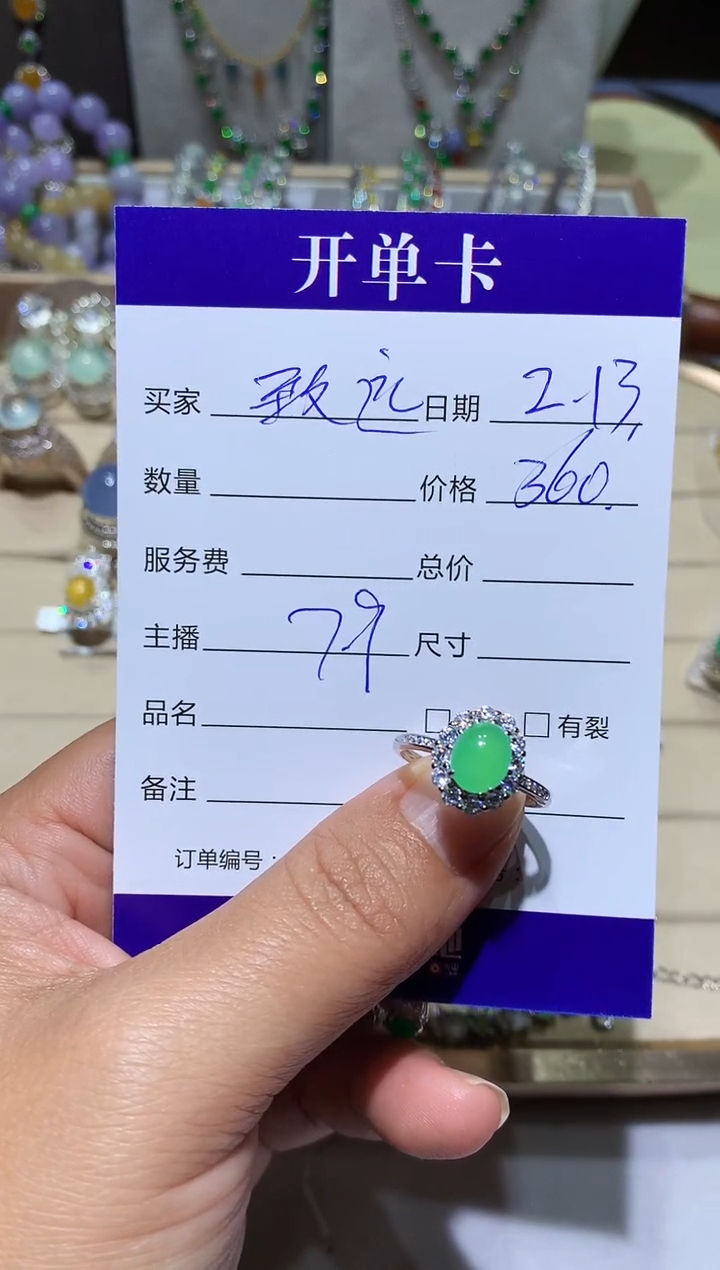 开单卡
买家 致远 日期 2.13
数量 价格 360.
服务费 总价
主播 79 尺寸
品名 □ □ 有裂
备注
订单编号：